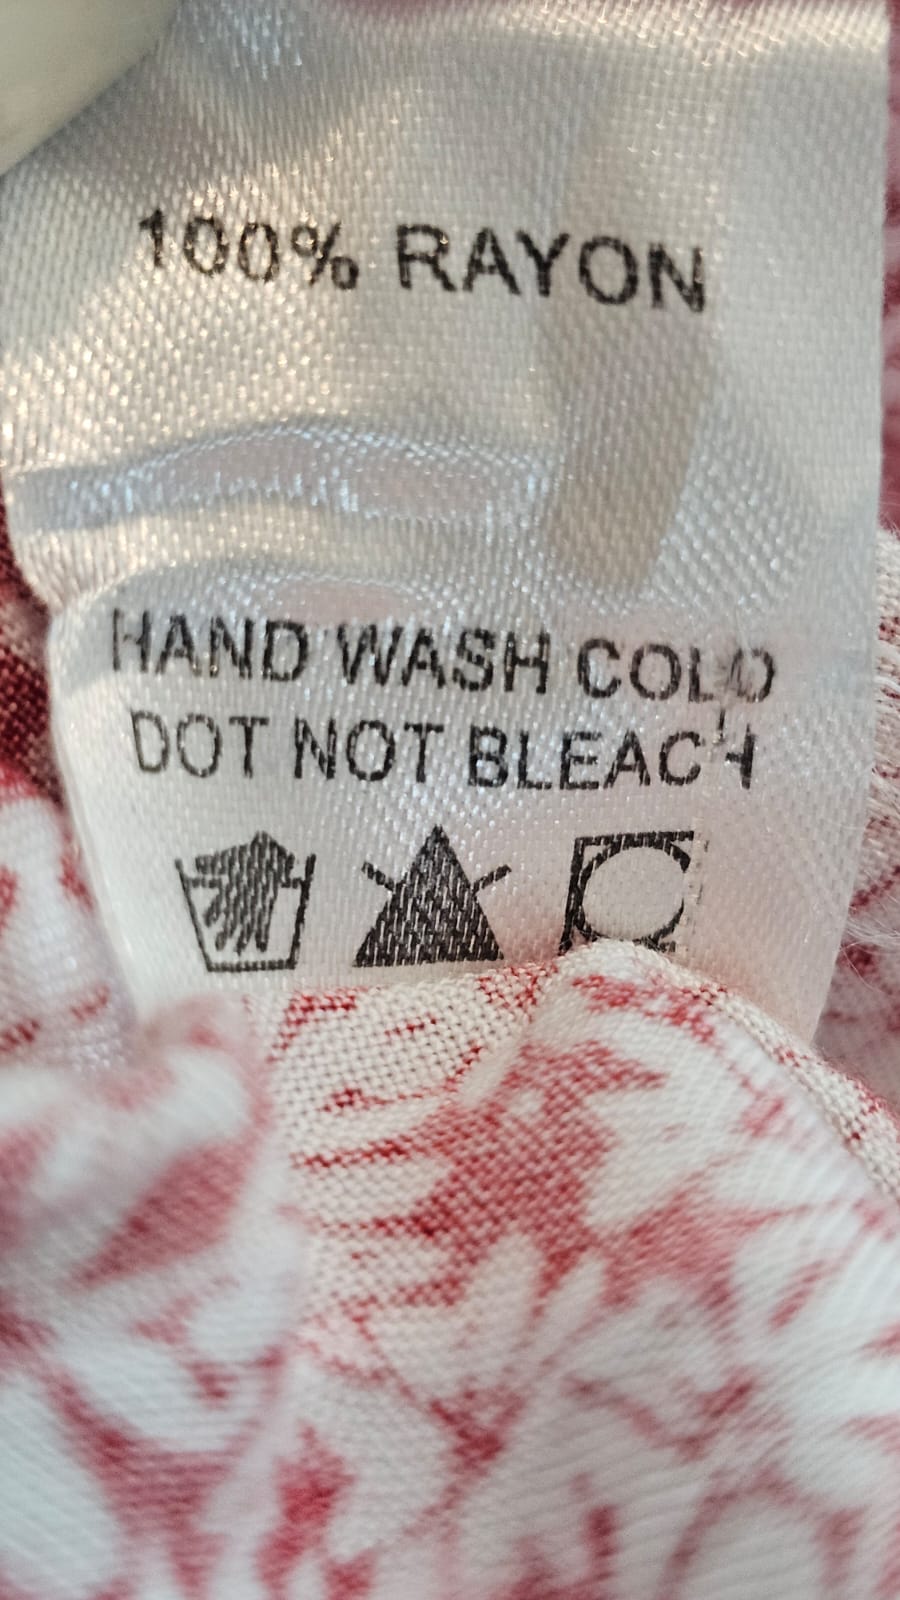 100% RAYON
HAND WASH COLD
DOT NOT BLEACH